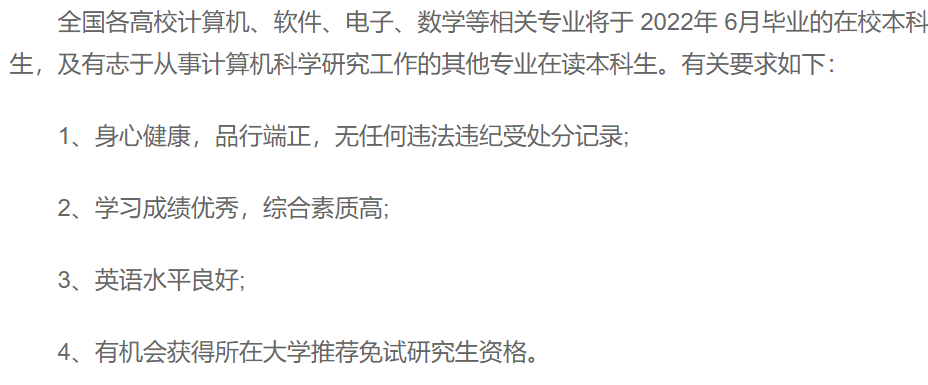 全国各高校计算机、软件、电子、数学等相关专业将于 2022年 6月毕业的在校本科
生，及有志于从事计算机科学研究工作的其他专业在读本科生。有关要求如下：
1、身心健康，品行端正，无任何违法违纪受处分记录;
2、学习成绩优秀，综合素质高;
3、英语水平良好;
4、有机会获得所在大学推荐免试研究生资格。